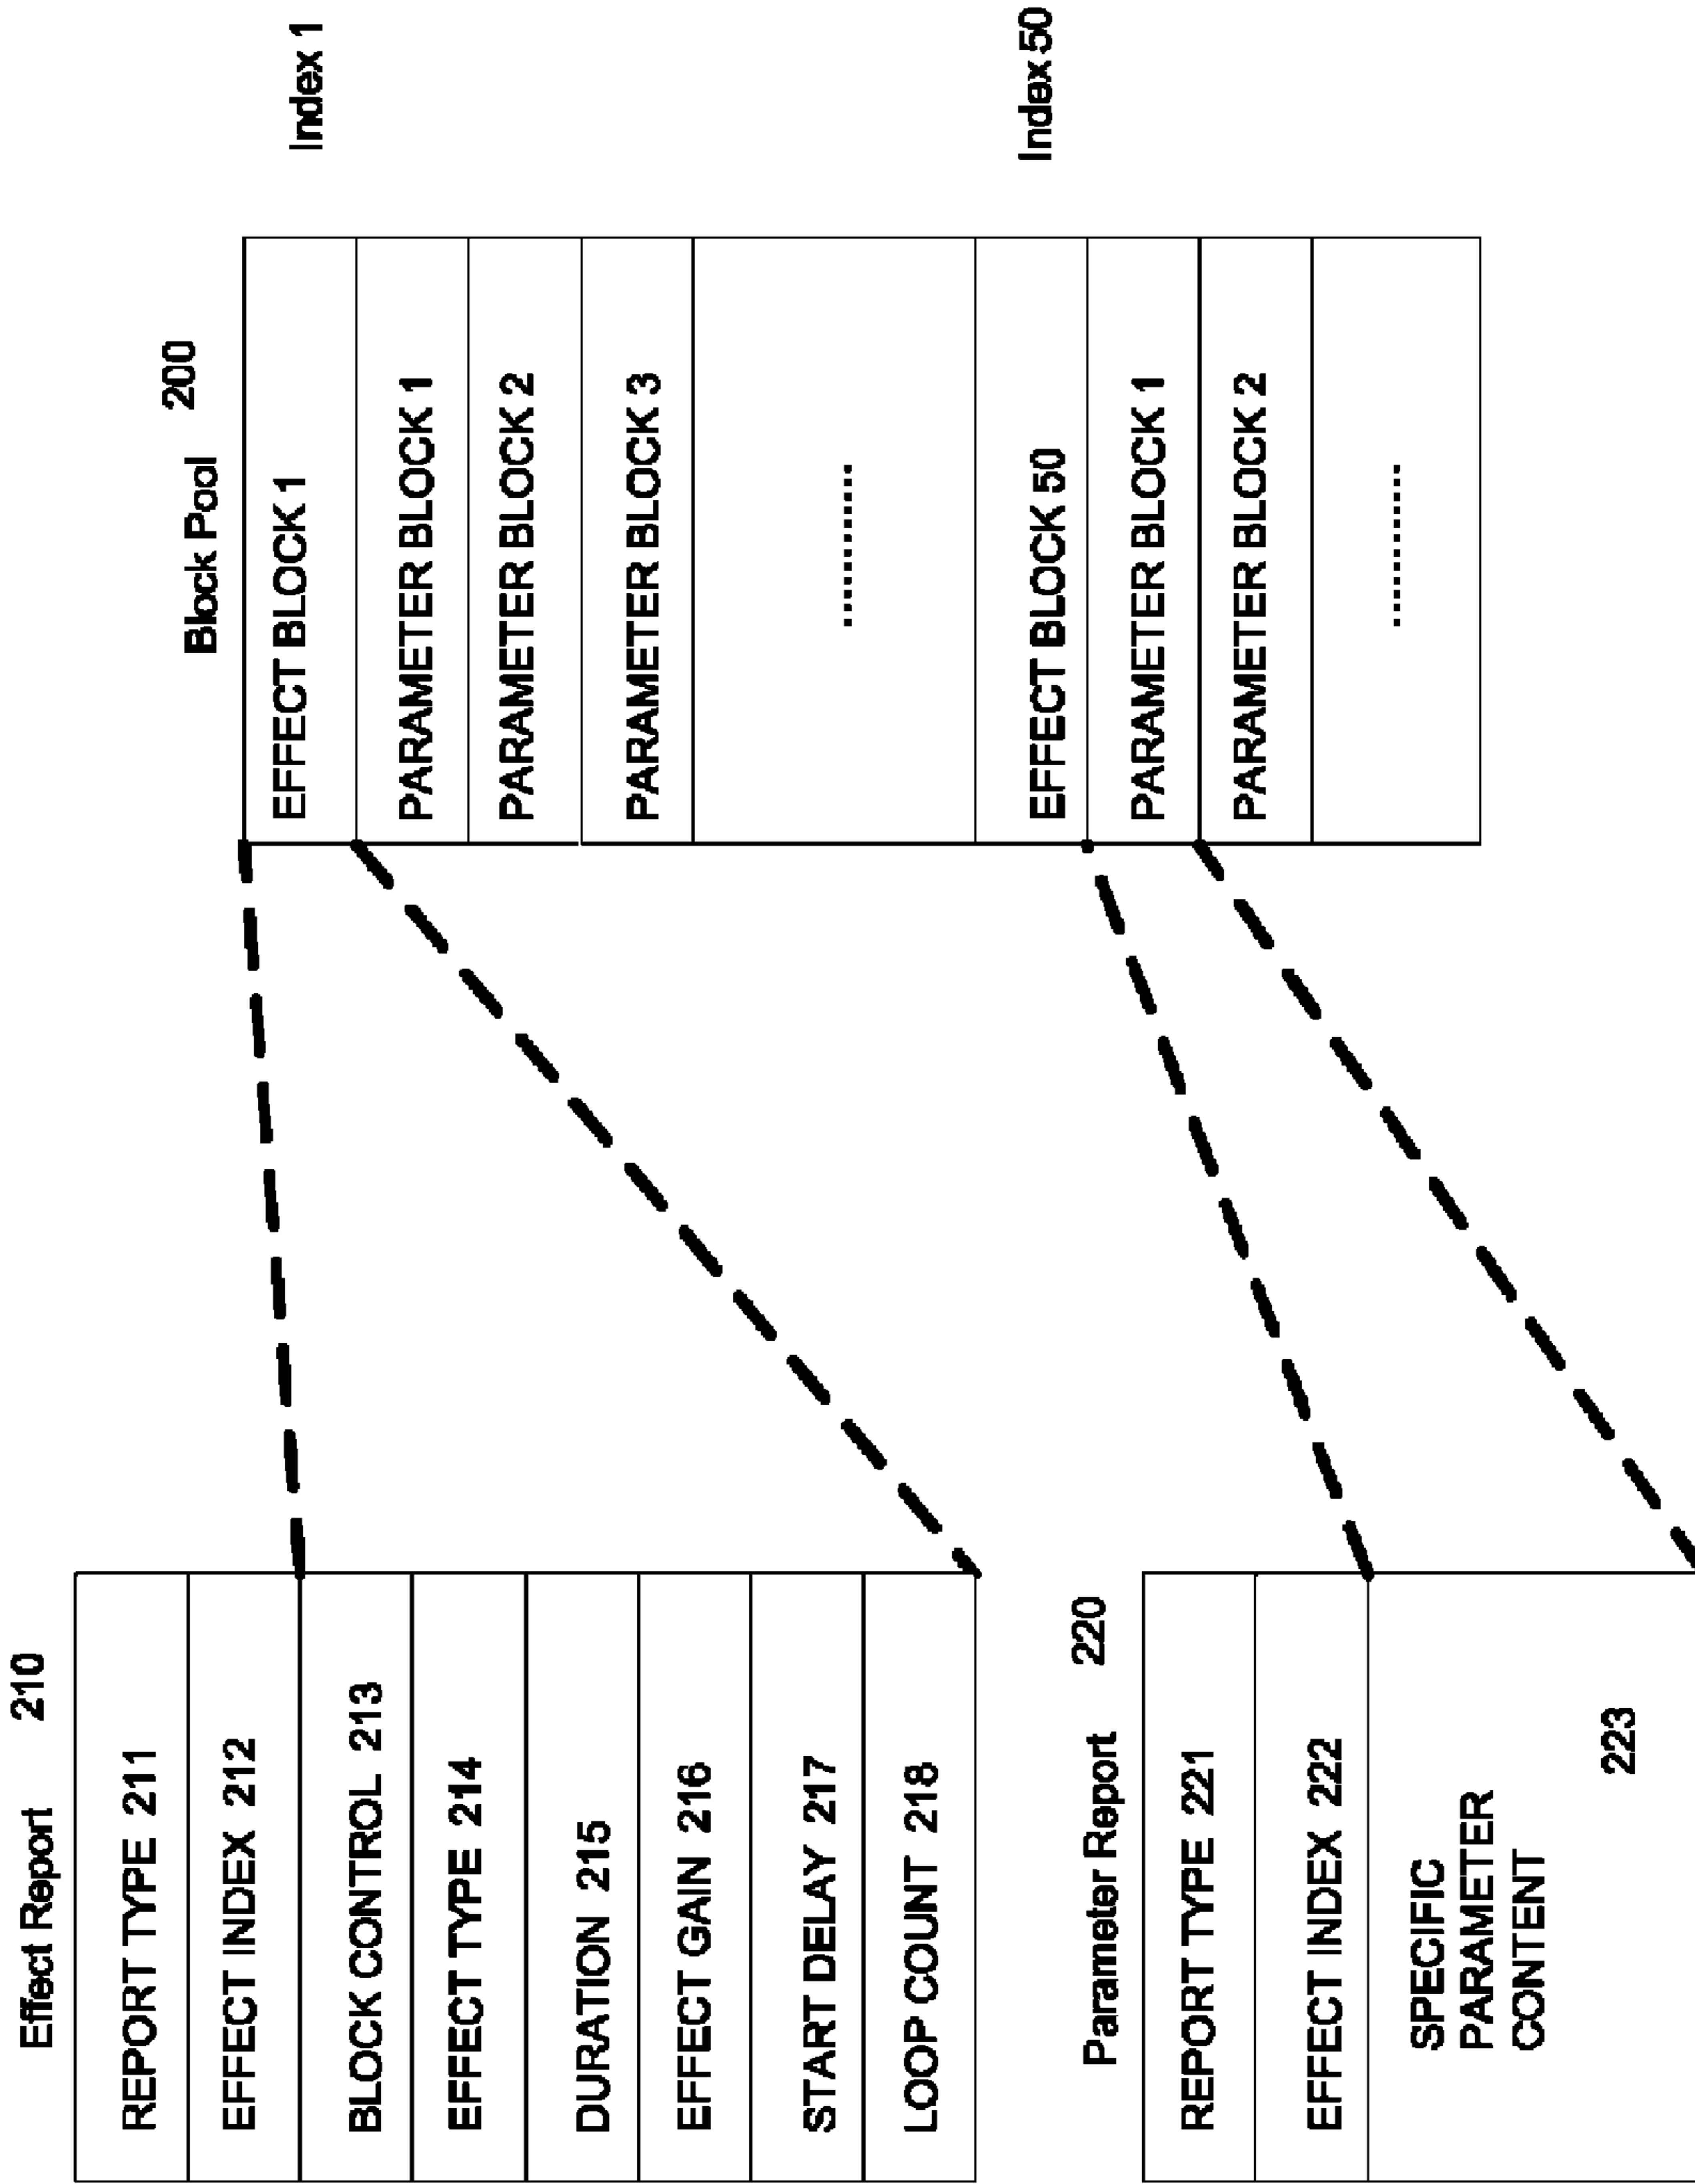 Effect Report 210
REPORT TYPE 211
EFFECT INDEX 212
BLOCK CONTROL 213
EFFECT TYPE 214
DURATION 215
EFFECT GAIN 216
START DELAY 217
LOOP COUNT 218
Parameter Report 220
REPORT TYPE 221
EFFECT INDEX 222
SPECIFIC
PARAMETER
CONTENT
223
Block Pool 200
EFFECT BLOCK 1
Index 1
PARAMETER BLOCK 1
PARAMETER BLOCK 2
PARAMETER BLOCK 3
..........
EFFECT BLOCK 50
Index 50
PARAMETER BLOCK 1
PARAMETER BLOCK 2
..........